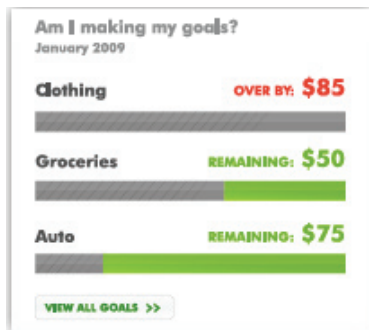 Am I making my goals?
January 2009
Clothing OVER BY: $85
Groceries REMAINING: $50
Auto REMAINING: $75
VIEW ALL GOALS >>